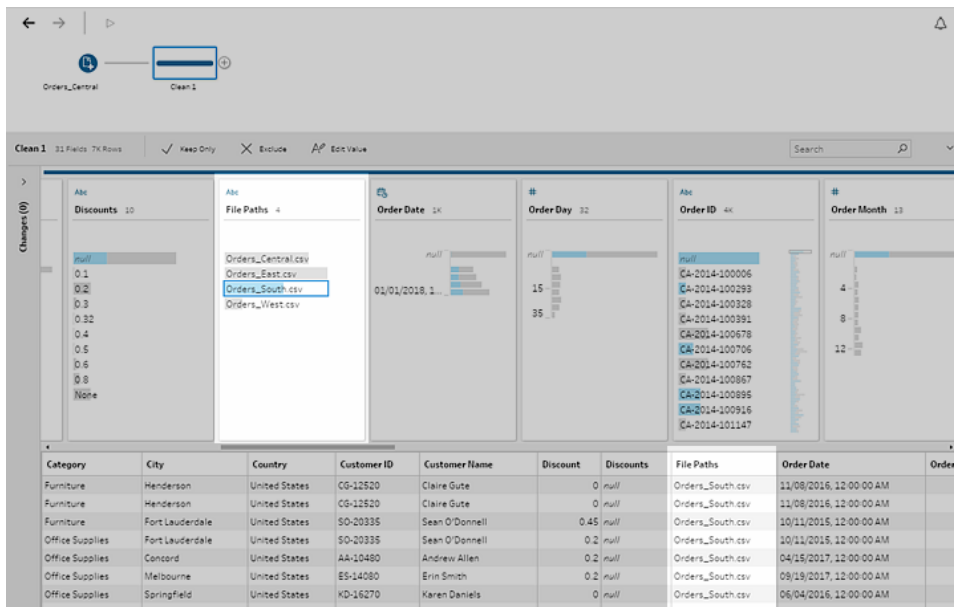 Orders_Central
Clean 1
Clean 1 31 Fields 7K Rows Keep Only Exclude Edit Value Search
Changes (0)
Abc
Discounts 10
null
0.1
0.2
0.3
0.32
0.4
0.5
0.6
0.8
None
Abc
File Paths 4
Orders_Central.csv
Orders_East.csv
Orders_South.csv
Orders_West.csv
Order Date 1K
null
01/01/2018, 1...
#
Order Day 32
null
15
35
Abc
Order ID 4K
null
CA-2014-100006
CA-2014-100293
CA-2014-100328
CA-2014-100391
CA-2014-100678
CA-2014-100706
CA-2014-100762
CA-2014-100867
CA-2014-100895
CA-2014-100916
CA-2014-101147
#
Order Month 13
null
4
8
12
Category City Country Customer ID Customer Name Discount Discounts File Paths Order Date Order
Furniture Henderson United States CG-12520 Claire Gute 0 null Orders_South.csv 11/08/2016, 12:00:00 AM
Furniture Henderson United States CG-12520 Claire Gute 0 null Orders_South.csv 11/08/2016, 12:00:00 AM
Furniture Fort Lauderdale United States SO-20335 Sean O'Donnell 0.45 null Orders_South.csv 10/11/2015, 12:00:00 AM
Office Supplies Fort Lauderdale United States SO-20335 Sean O'Donnell 0.2 null Orders_South.csv 10/11/2015, 12:00:00 AM
Office Supplies Concord United States AA-10480 Andrew Allen 0.2 null Orders_South.csv 04/15/2017, 12:00:00 AM
Office Supplies Melbourne United States ES-14080 Erin Smith 0.2 null Orders_South.csv 09/19/2017, 12:00:00 AM
Office Supplies Springfield United States KD-16270 Karen Daniels 0 null Orders_South.csv 06/04/2016, 12:00:00 AM